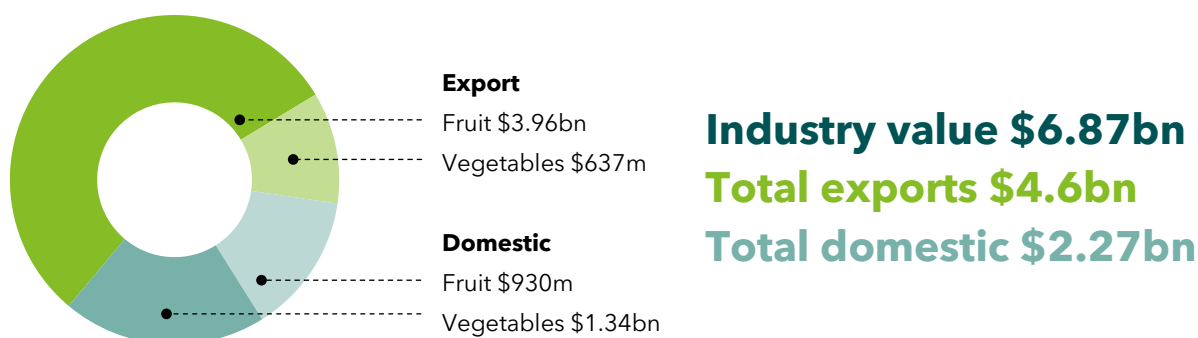 Export
Fruit $3.96bn
Vegetables $637m
Domestic
Fruit $930m
Vegetables $1.34bn
Industry value $6.87bn
Total exports $4.6bn
Total domestic $2.27bn